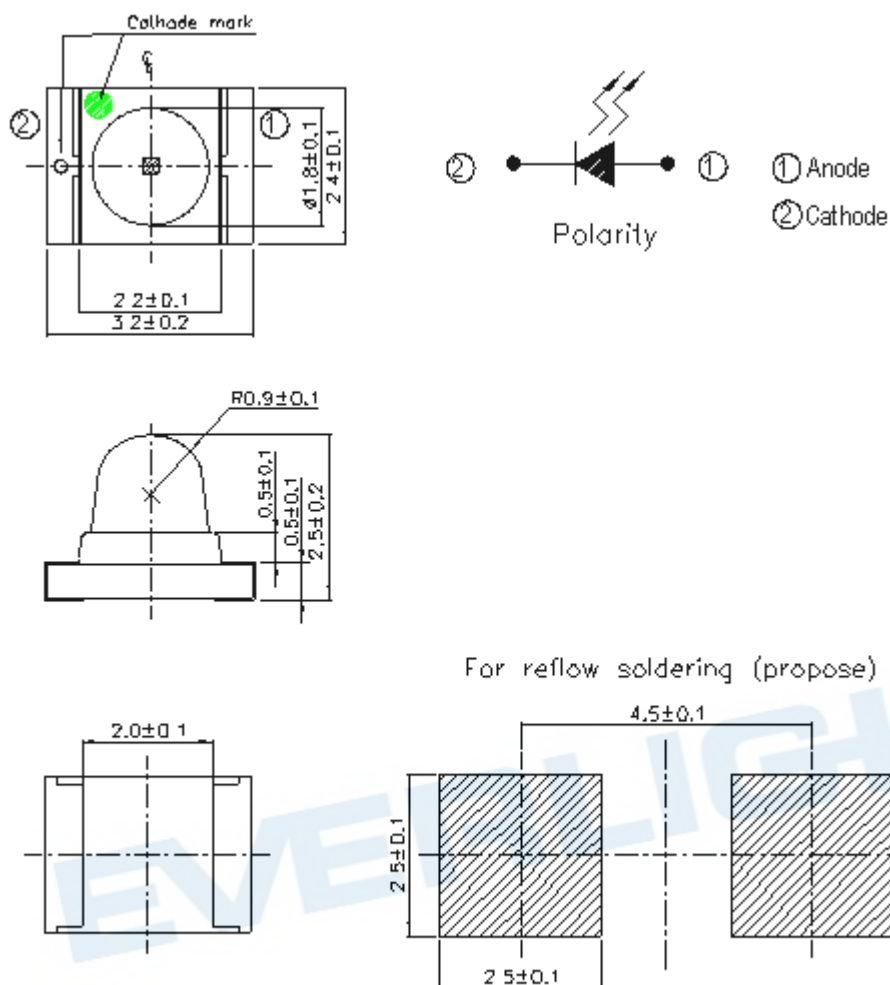 Cathode mark
℄
②
①
ø1.8±0.1
2.4±0.1
2.2±0.1
3.2±0.2
② ①
Polarity
① Anode
② Cathode
R0.9±0.1
0.5±0.1
0.5±0.1
2.5±0.2
For reflow soldering (propose)
4.5±0.1
2.0±0.1
2.5±0.1
2.5±0.1
EVERLIGH